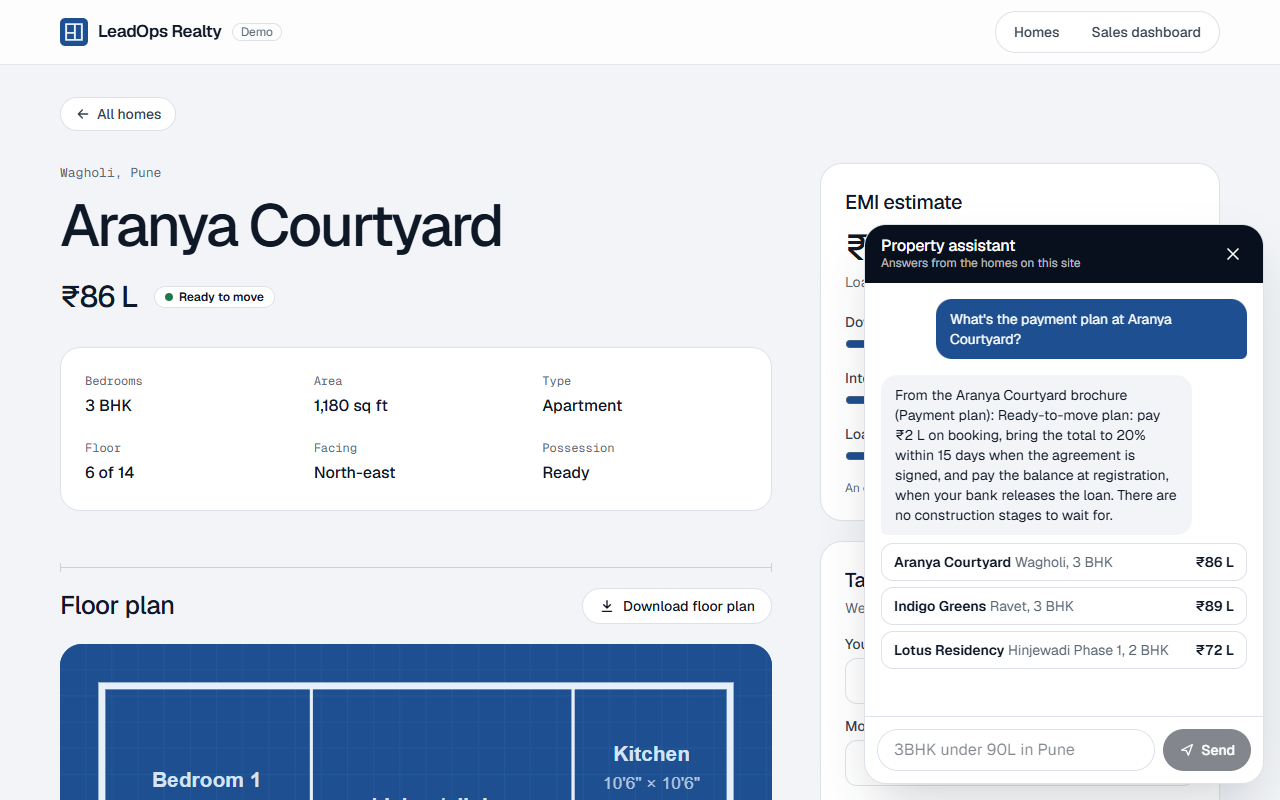 LeadOps Realty
Demo
Homes
Sales dashboard
All homes
Wagholi, Pune
Aranya Courtyard
₹86 L
Ready to move
Bedrooms
3 BHK
Area
1,180 sq ft
Type
Apartment
Floor
6 of 14
Facing
North-east
Possession
Ready
Floor plan
Download floor plan
Bedroom 1
Kitchen
10'6" × 10'6"
EMI estimate
₹
Property assistant
Answers from the homes on this site
What's the payment plan at Aranya
Courtyard?
From the Aranya Courtyard brochure
(Payment plan): Ready-to-move plan: pay
₹2 L on booking, bring the total to 20%
within 15 days when the agreement is
signed, and pay the balance at registration,
when your bank releases the loan. There are
no construction stages to wait for.
Aranya Courtyard Wagholi, 3 BHK ₹86 L
Indigo Greens Ravet, 3 BHK ₹89 L
Lotus Residency Hinjewadi Phase 1, 2 BHK ₹72 L
3BHK under 90L in Pune
Send